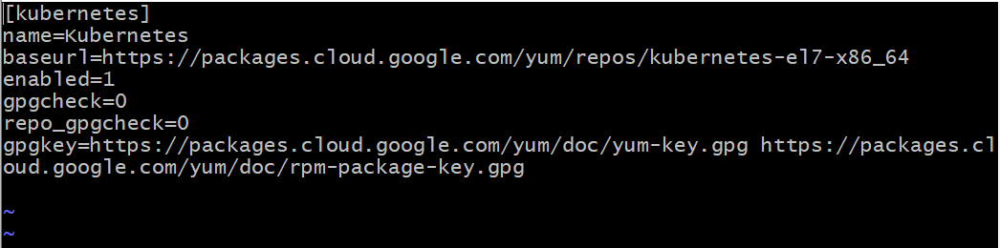 [kubernetes]
name=Kubernetes
baseurl=https://packages.cloud.google.com/yum/repos/kubernetes-el7-x86_64
enabled=1
gpgcheck=0
repo_gpgcheck=0
gpgkey=https://packages.cloud.google.com/yum/doc/yum-key.gpg https://packages.cl
oud.google.com/yum/doc/rpm-package-key.gpg
~
~